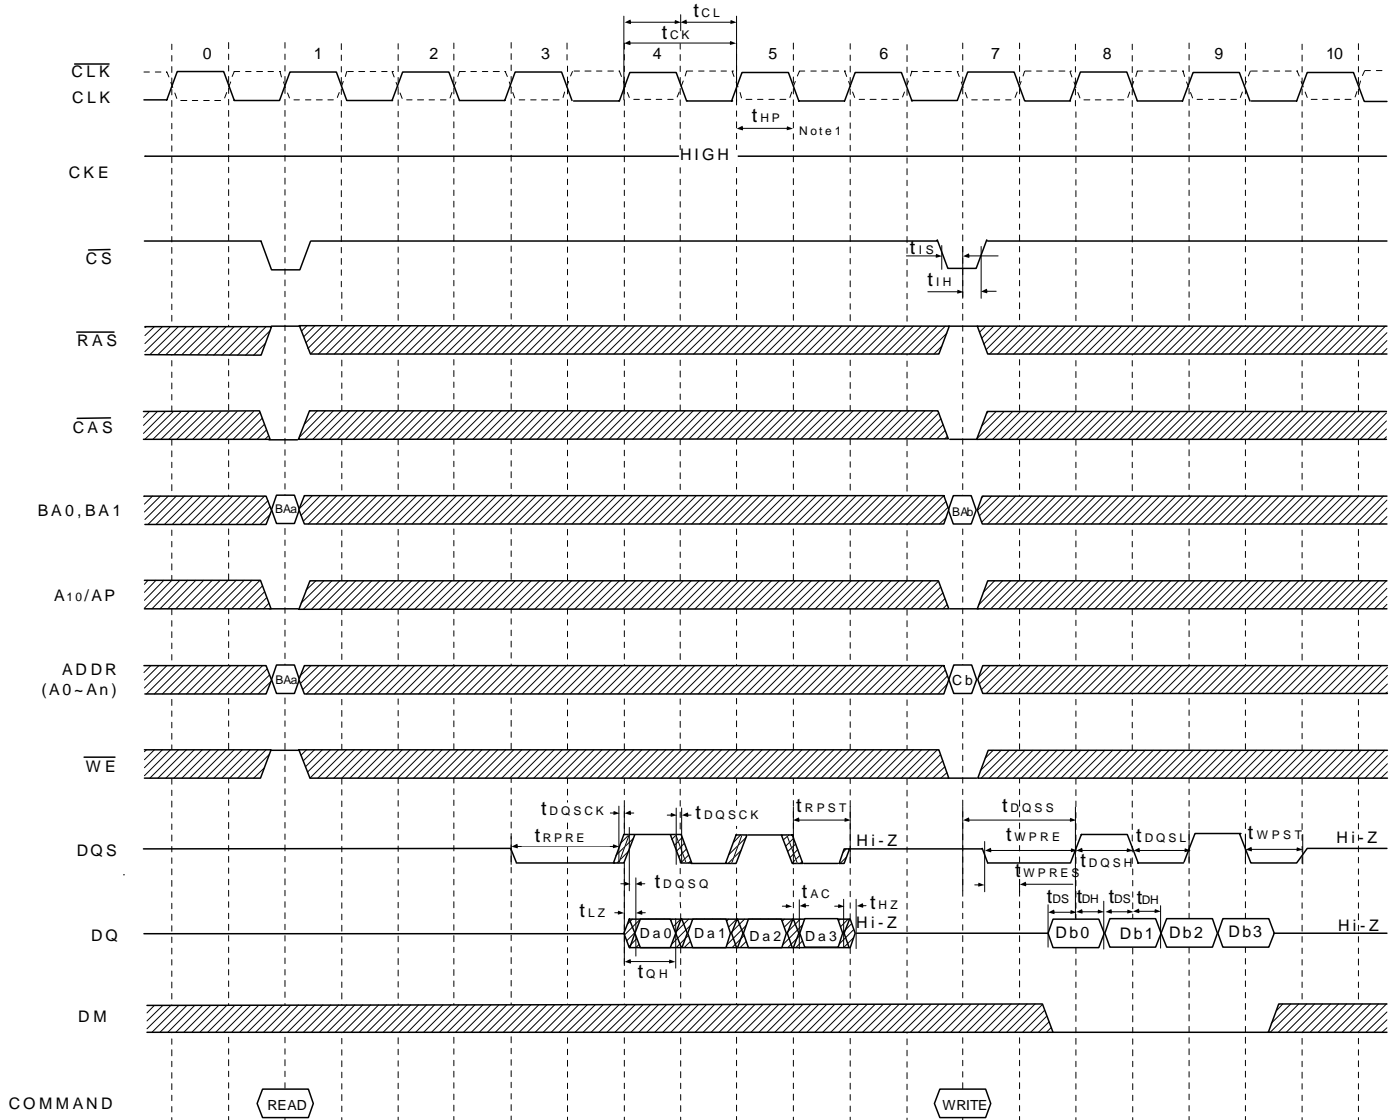 tCL
tCK
0 1 2 3 4 5 6 7 8 9 10
CLK
CLK
tHP Note1
HIGH
CKE
CS
tIS
tIH
RAS
CAS
BA0,BA1 BAa BAb
A10/AP
ADDR
(A0~An) BAa Cb
WE
tDQSCK tDQSCK tRPST tDQSS
tRPRE tWPRE tDQSL tWPST
DQS Hi-Z Hi-Z
tDQSH
tDQSQ tWPRES
tLZ tAC tHZ tDS tDH tDS tDH
DQ Da0 Da1 Da2 Da3 Hi-Z Db0 Db1 Db2 Db3 Hi-Z
tQH
DM
COMMAND READ WRITE